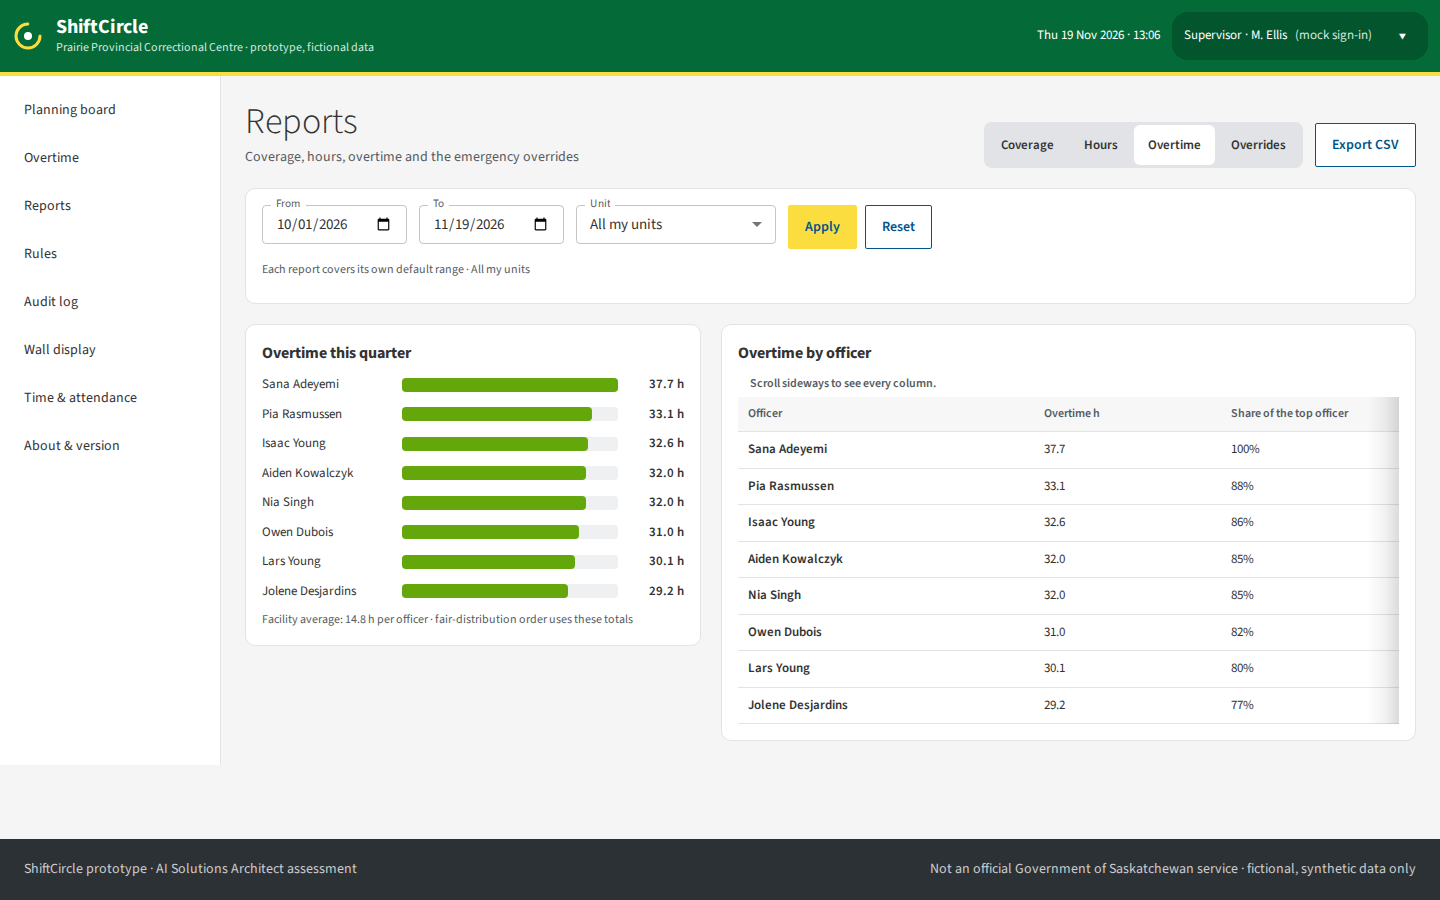 ShiftCircle
Prairie Provincial Correctional Centre · prototype, fictional data
Thu 19 Nov 2026 · 13:06
Supervisor · M. Ellis (mock sign-in)
Planning board
Overtime
Reports
Rules
Audit log
Wall display
Time & attendance
About & version
Reports
Coverage, hours, overtime and the emergency overrides
Coverage Hours Overtime Overrides Export CSV
From To Unit
10/01/2026 11/19/2026 All my units Apply Reset
Each report covers its own default range · All my units
Overtime this quarter
Sana Adeyemi 37.7 h
Pia Rasmussen 33.1 h
Isaac Young 32.6 h
Aiden Kowalczyk 32.0 h
Nia Singh 32.0 h
Owen Dubois 31.0 h
Lars Young 30.1 h
Jolene Desjardins 29.2 h
Facility average: 14.8 h per officer · fair-distribution order uses these totals
Overtime by officer
Scroll sideways to see every column.
Officer Overtime h Share of the top officer
Sana Adeyemi 37.7 100%
Pia Rasmussen 33.1 88%
Isaac Young 32.6 86%
Aiden Kowalczyk 32.0 85%
Nia Singh 32.0 85%
Owen Dubois 31.0 82%
Lars Young 30.1 80%
Jolene Desjardins 29.2 77%
ShiftCircle prototype · AI Solutions Architect assessment
Not an official Government of Saskatchewan service · fictional, synthetic data only